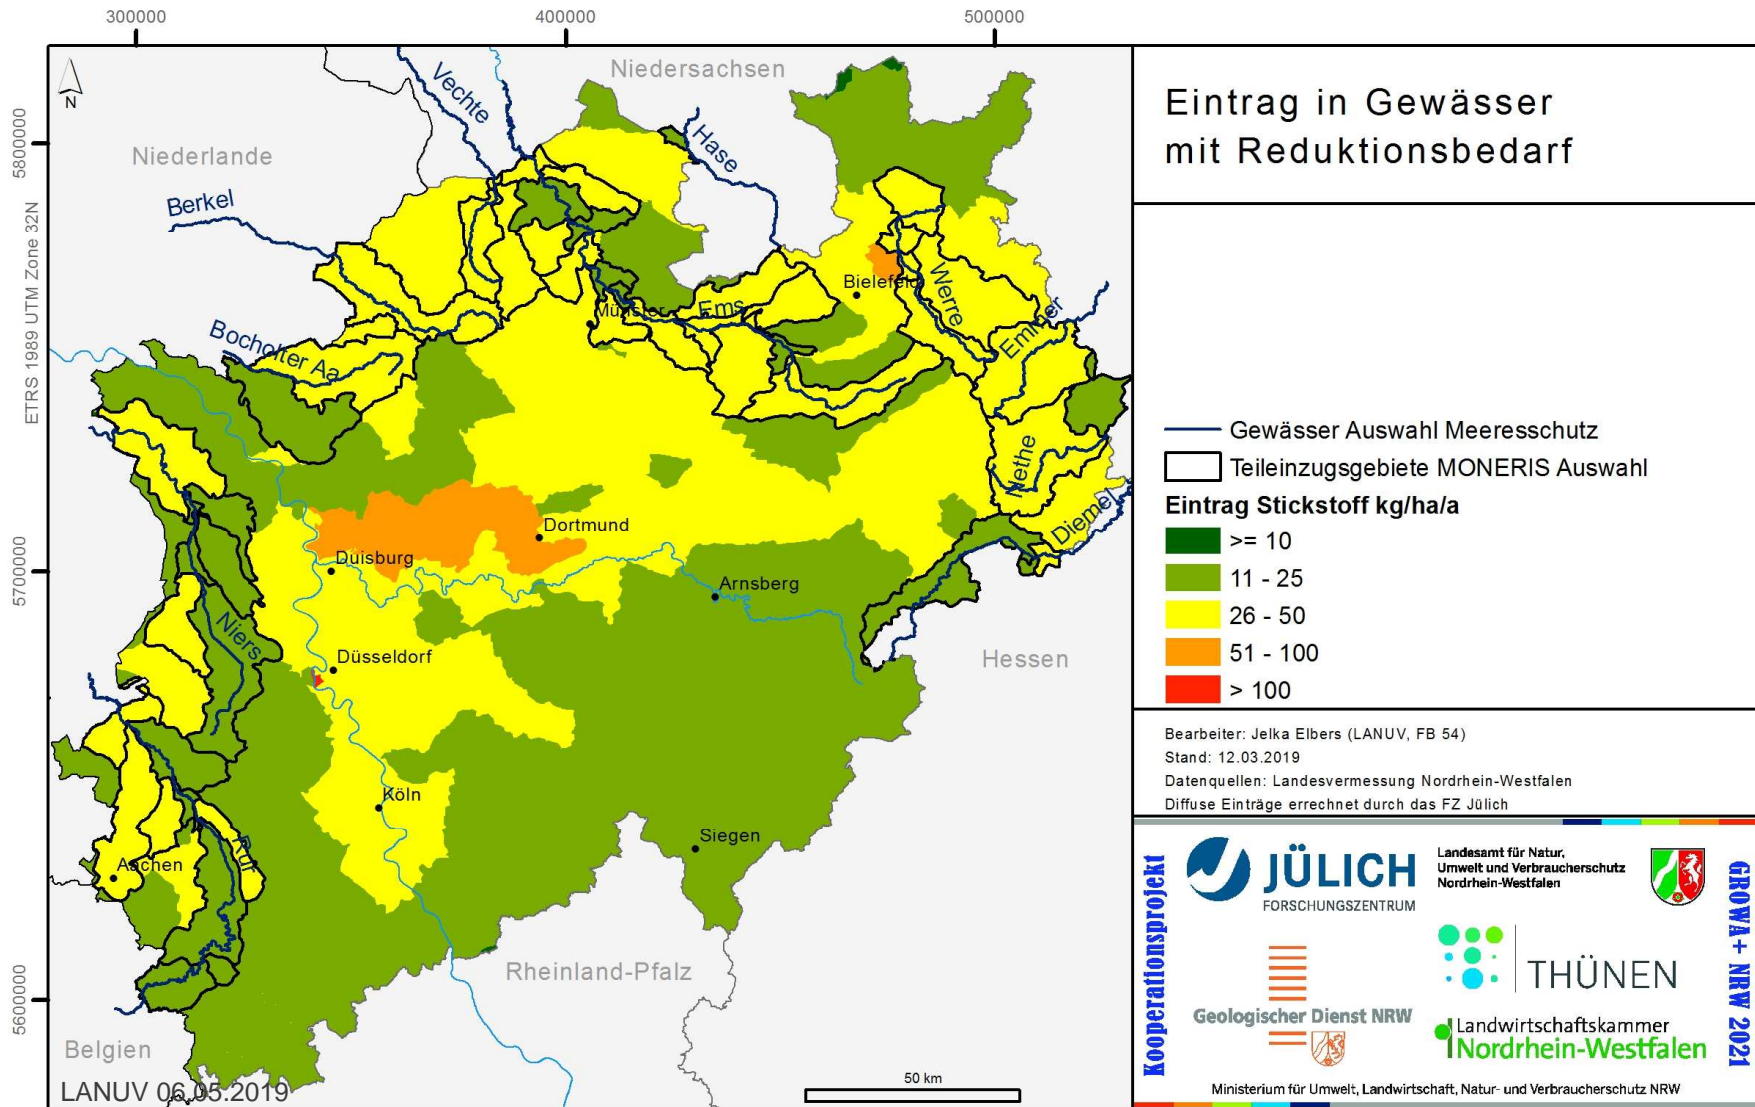 300000
400000
500000
5800000
5700000
5600000
ETRS 1989 UTM Zone 32N
N
Niedersachsen
Niederlande
Vechte
Hase
Berkel
Bocholter Aa
Münster
Ems
Bielefeld
Werre
Emmer
Nethe
Diemel
Dortmund
Duisburg
Arnsberg
Niers
Düsseldorf
Hessen
Köln
Siegen
Aachen
Rur
Rheinland-Pfalz
Belgien
LANUV 06.05.2019
50 km
Eintrag in Gewässer
mit Reduktionsbedarf
Gewässer Auswahl Meeresschutz
Teileinzugsgebiete MONERIS Auswahl
Eintrag Stickstoff kg/ha/a
>= 10
11 - 25
26 - 50
51 - 100
> 100
Bearbeiter: Jelka Elbers (LANUV, FB 54)
Stand: 12.03.2019
Datenquellen: Landesvermessung Nordrhein-Westfalen
Diffuse Einträge errechnet durch das FZ Jülich
Kooperationsprojekt
JÜLICH
FORSCHUNGSZENTRUM
Landesamt für Natur,
Umwelt und Verbraucherschutz
Nordrhein-Westfalen
GROWA+ NRW 2021
Geologischer Dienst NRW
THÜNEN
Landwirtschaftskammer
Nordrhein-Westfalen
Ministerium für Umwelt, Landwirtschaft, Natur- und Verbraucherschutz NRW